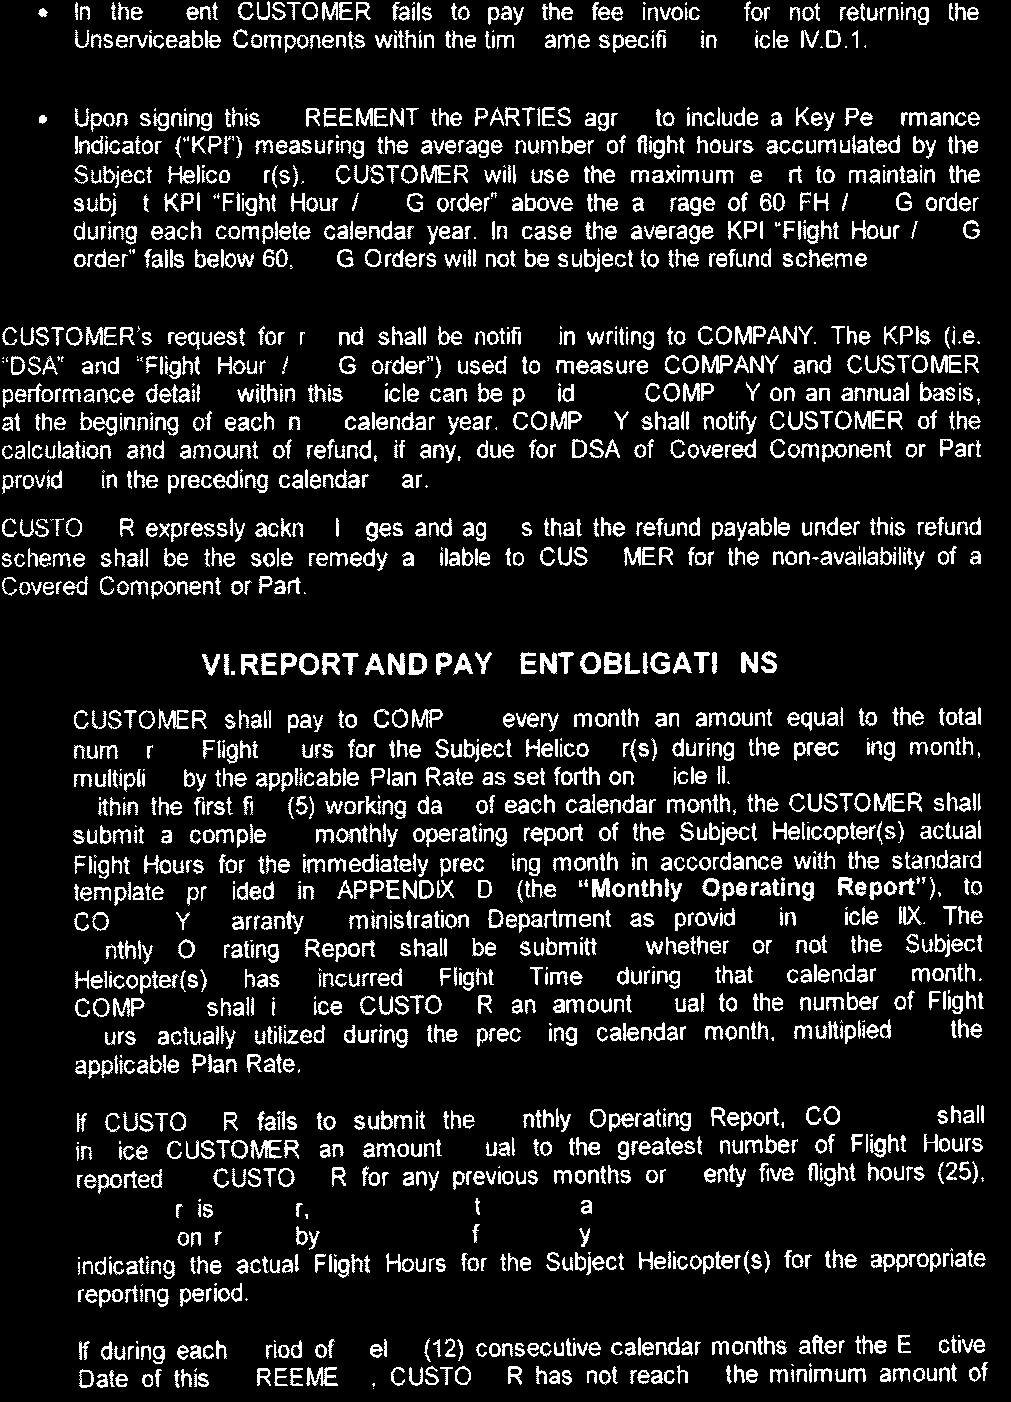 • In the ent CUSTOMER fails to pay the fee invoic for not returning the
Unserviceable Components within the tim ame specifi in icle IV.D.1.
• Upon signing this REEMENT the PARTIES agr to include a Key Pe rmance
Indicator ("KPI") measuring the average number of flight hours accumulated by the
Subject Helico r(s). CUSTOMER will use the maximum e rt to maintain the
subj t KPI "Flight Hour / G order" above the a rage of 60 FH / G order
during each complete calendar year. In case the average KPI "Flight Hour / G
order" falls below 60, G Orders will not be subject to the refund scheme
CUSTOMER's request for r nd shall be notifi in writing to COMPANY. The KPIs (i.e.
"DSA" and "Flight Hour / G order") used to measure COMPANY and CUSTOMER
performance detail within this icle can be p id COMP Y on an annual basis,
at the beginning of each n calendar year. COMP Y shall notify CUSTOMER of the
calculation and amount of refund, if any, due for DSA of Covered Component or Part
provid in the preceding calendar ar.
CUSTO R expressly ackn l ges and ag s that the refund payable under this refund
scheme shall be the sole remedy a ilable to CUS MER for the non-availability of a
Covered Component or Part.
VI. REPORT AND PAY ENT OBLIGATI NS
CUSTOMER shall pay to COMP every month an amount equal to the total
num r Flight urs for the Subject Helico r(s) during the prec ing month,
multipli by the applicable Plan Rate as set forth on icle II.
ithin the first fi (5) working da of each calendar month, the CUSTOMER shall
submit a comple monthly operating report of the Subject Helicopter(s) actual
Flight Hours for the immediately prec ing month in accordance with the standard
template pr ided in APPENDIX D (the "Monthly Operating Report"), to
CO Y arranty ministration Department as provid in icle IIX. The
nthly O rating Report shall be submitt whether or not the Subject
Helicopter(s) has incurred Flight Time during that calendar month.
COMP shall i ice CUSTO R an amount ual to the number of Flight
urs actually utilized during the prec ing calendar month, multiplied the
applicable Plan Rate.
If CUSTO R fails to submit the nthly Operating Report, CO shall
in ice CUSTOMER an amount ual to the greatest number of Flight Hours
reported CUSTO R for any previous months or enty five flight hours (25),
r is r, t a
on r by f y
indicating the actual Flight Hours for the Subject Helicopter(s) for the appropriate
reporting period.
If during each riod of el (12) consecutive calendar months after the E ctive
Date of this REEME , CUSTO R has not reach the minimum amount of